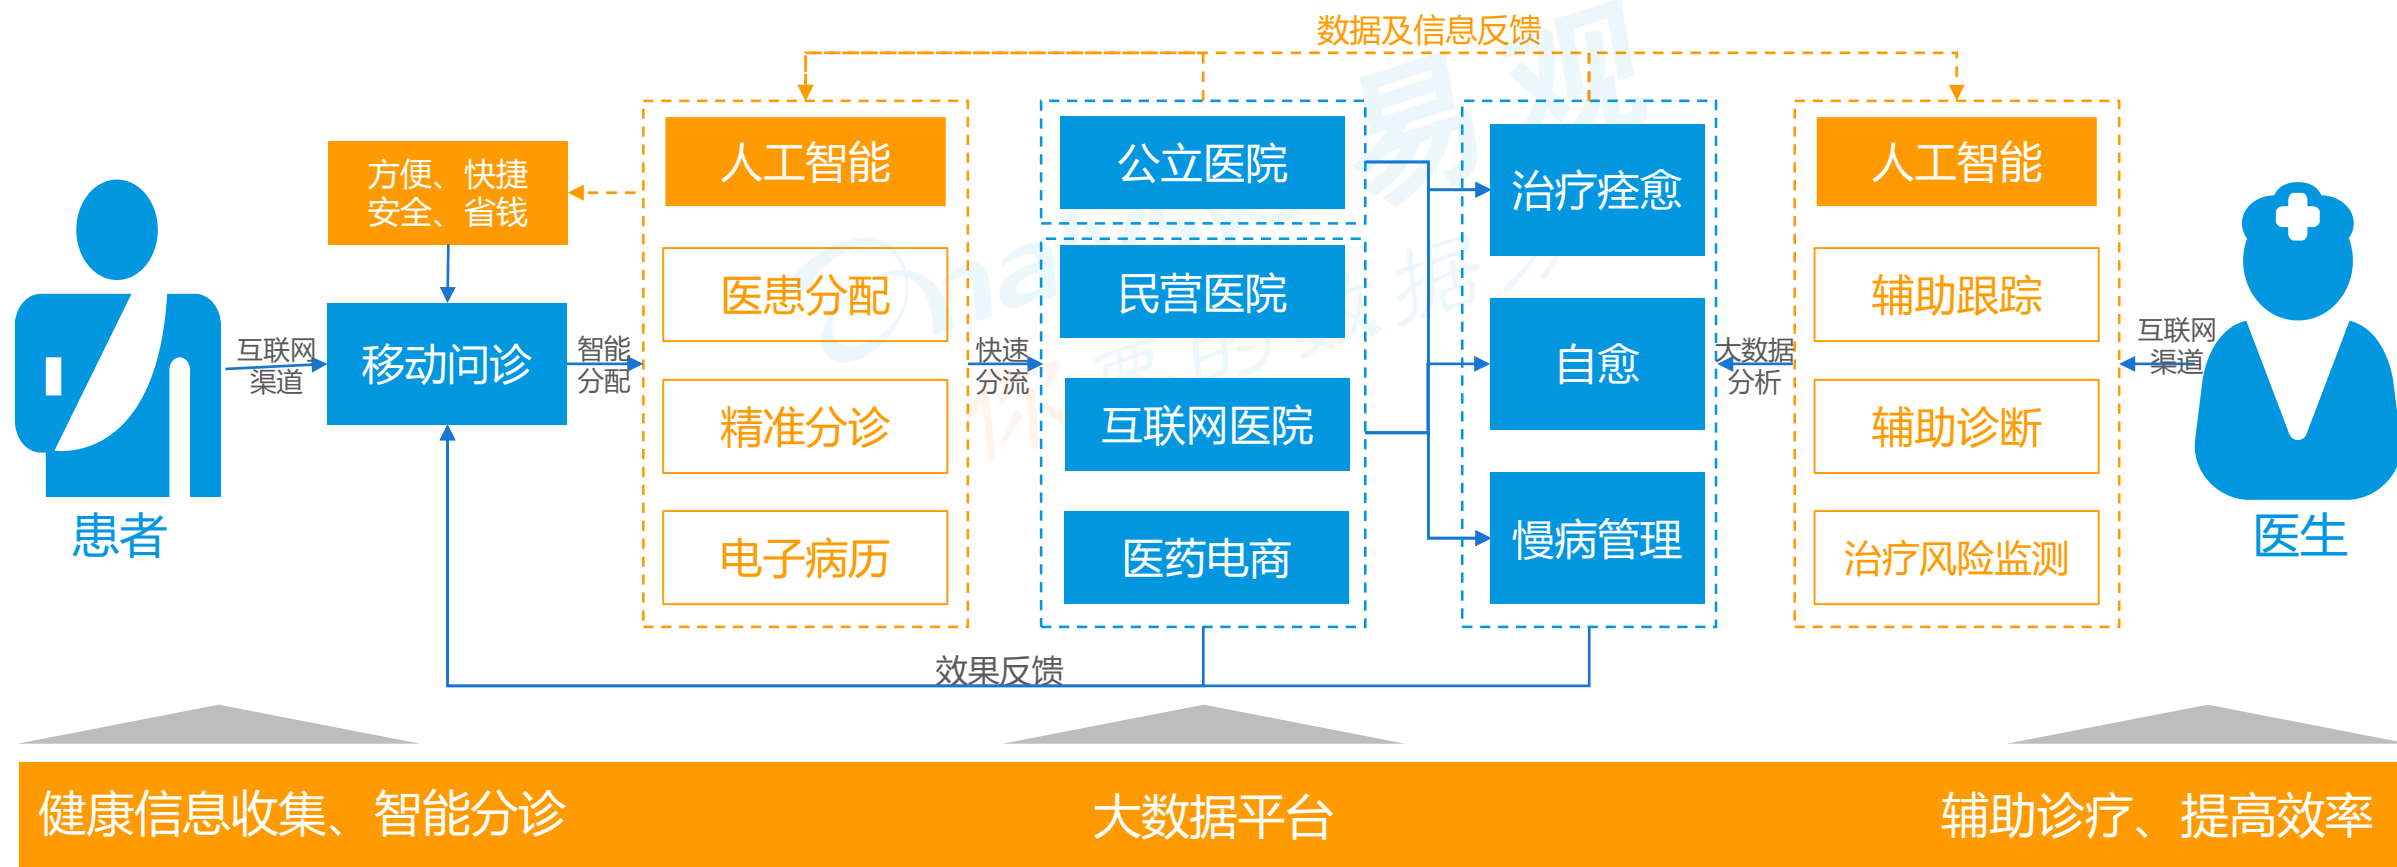 数据及信息反馈
方便、快捷
安全、省钱
人工智能
公立医院
治疗痊愈
人工智能
医患分配
民营医院
辅助跟踪
互联网
渠道
移动问诊
智能
分配
快速
分流
自愈
大数据
分析
互联网
渠道
精准分诊
互联网医院
辅助诊断
患者
电子病历
医药电商
慢病管理
治疗风险监测
医生
效果反馈
健康信息收集、智能分诊
大数据平台
辅助诊疗、提高效率
易观
你要的数据